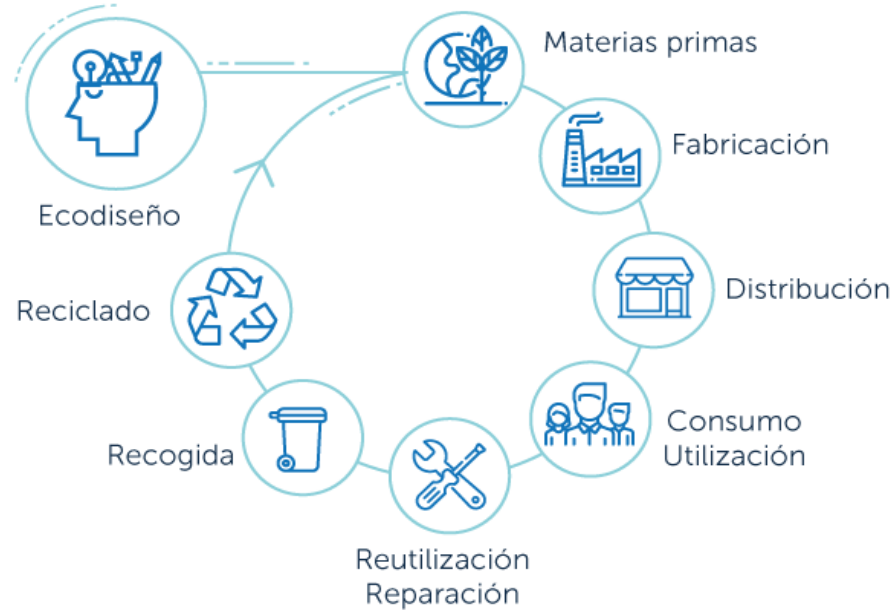 Materias primas
Fabricación
Distribución
Consumo
Utilización
Reutilización
Reparación
Recogida
Reciclado
Ecodiseño